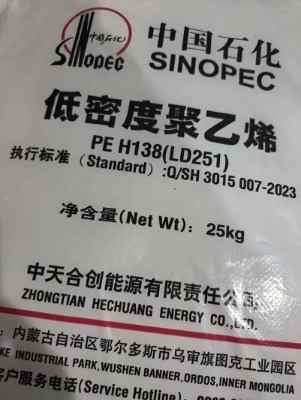 中国石化
SINOPEC
中国石化
SINOPEC
低密度聚乙烯
PE H138(LD251)
执行标准（Standard）:Q/SH 3015 007-2023
净含量(Net Wt)：25kg
中天合创能源有限责任公司
ZHONGTIAN HECHUANG ENERGY CO.,LTD.
：内蒙古自治区鄂尔多斯市乌审旗图克工业园区
KE INDUSTRIAL PARK,WUSHEN BANNER,ORDOS,INNER MONGOLIA
客户服务电话(Service Hotline)：